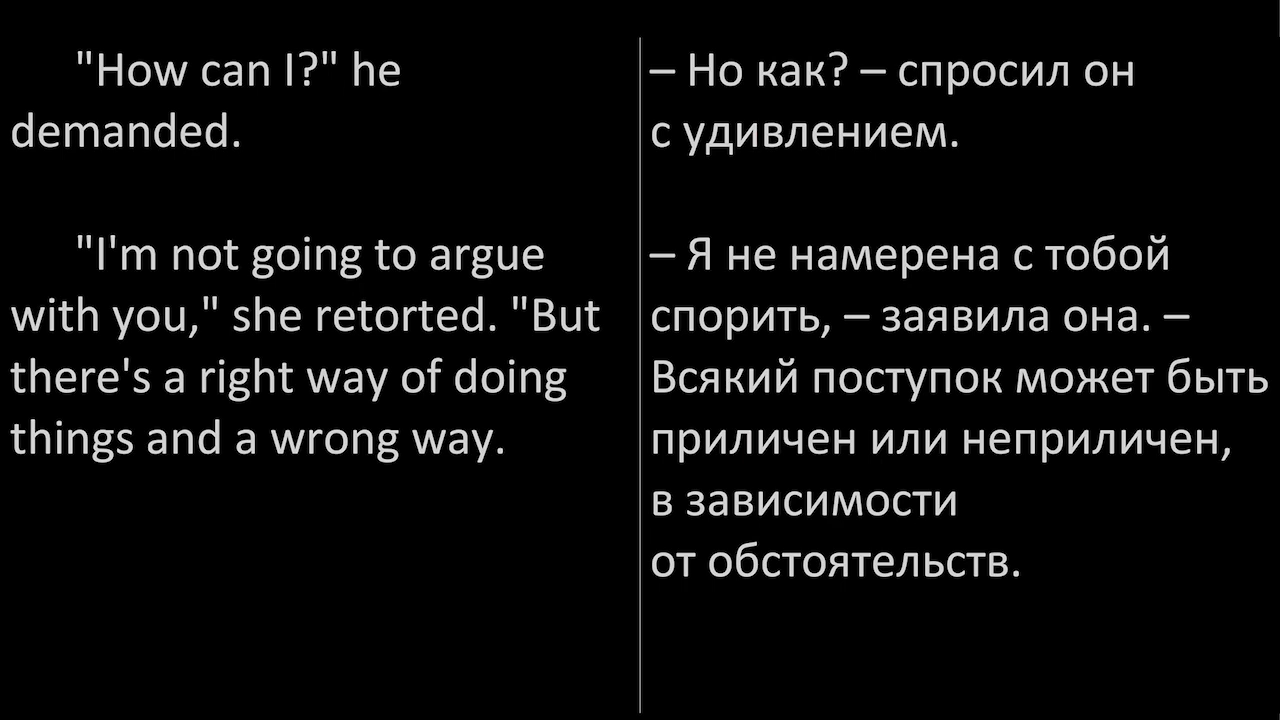 "How can I?" he
demanded.
"I'm not going to argue
with you," she retorted. "But
there's a right way of doing
things and a wrong way.
– Но как? – спросил он
с удивлением.
– Я не намерена с тобой
спорить, – заявила она. –
Всякий поступок может быть
приличен или неприличен,
в зависимости
от обстоятельств.